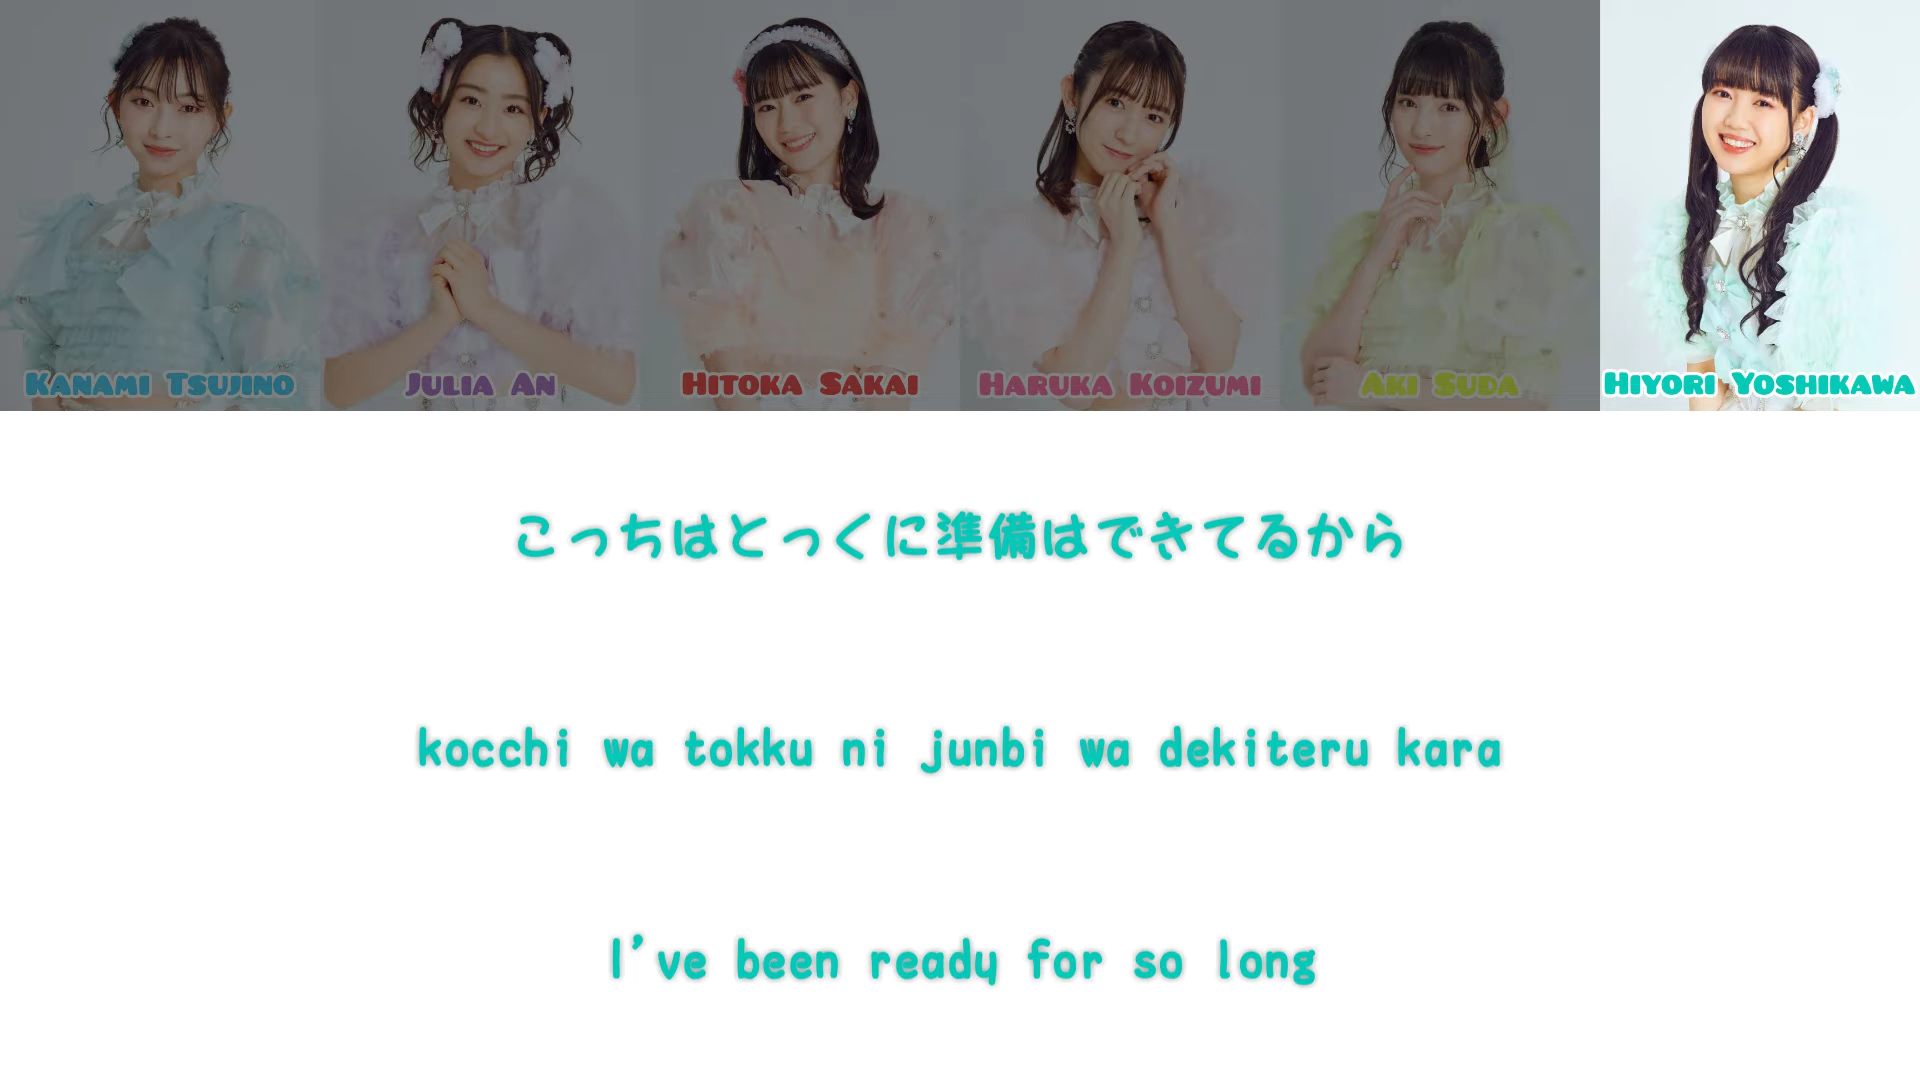 Kanami Tsujino
Julia An
Hitoka Sakai
Haruka Koizumi
Aki Suda
Hiyori Yoshikawa
こっちはとっくに準備はできてるから
kocchi wa tokku ni junbi wa dekiteru kara
I've been ready for so long